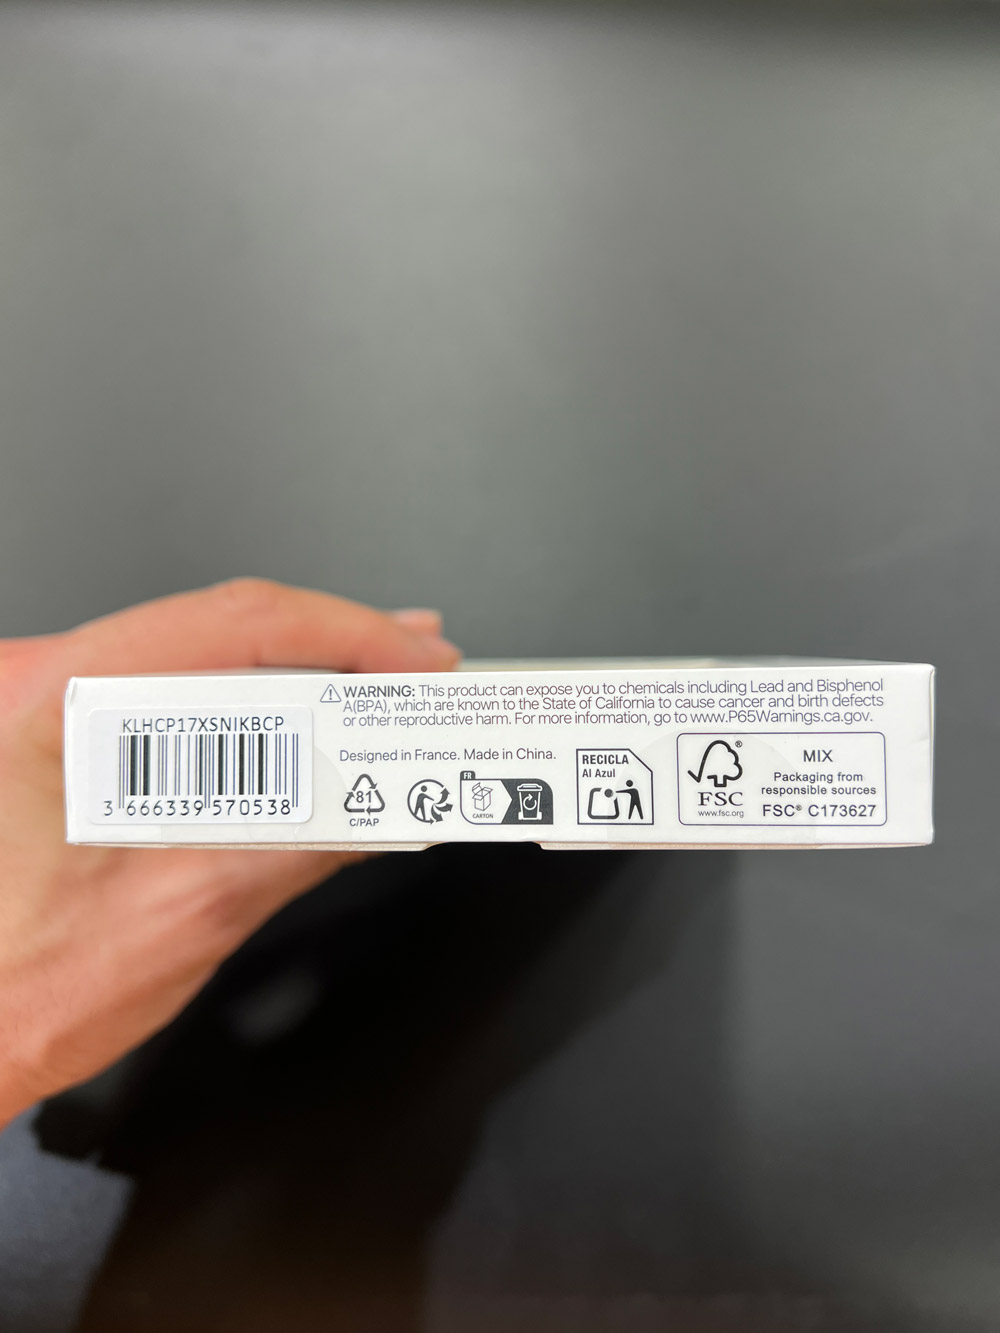 KLHCP17XSNIKBCP
3 666339 570538
WARNING: This product can expose you to chemicals including Lead and Bisphenol
A(BPA), which are known to the State of California to cause cancer and birth defects
or other reproductive harm. For more information, go to www.P65Warnings.ca.gov.
Designed in France. Made in China.
81
C/PAP
FR
CARTON
RECICLA
Al Azul
®
FSC
www.fsc.org
MIX
Packaging from
responsible sources
FSC® C173627